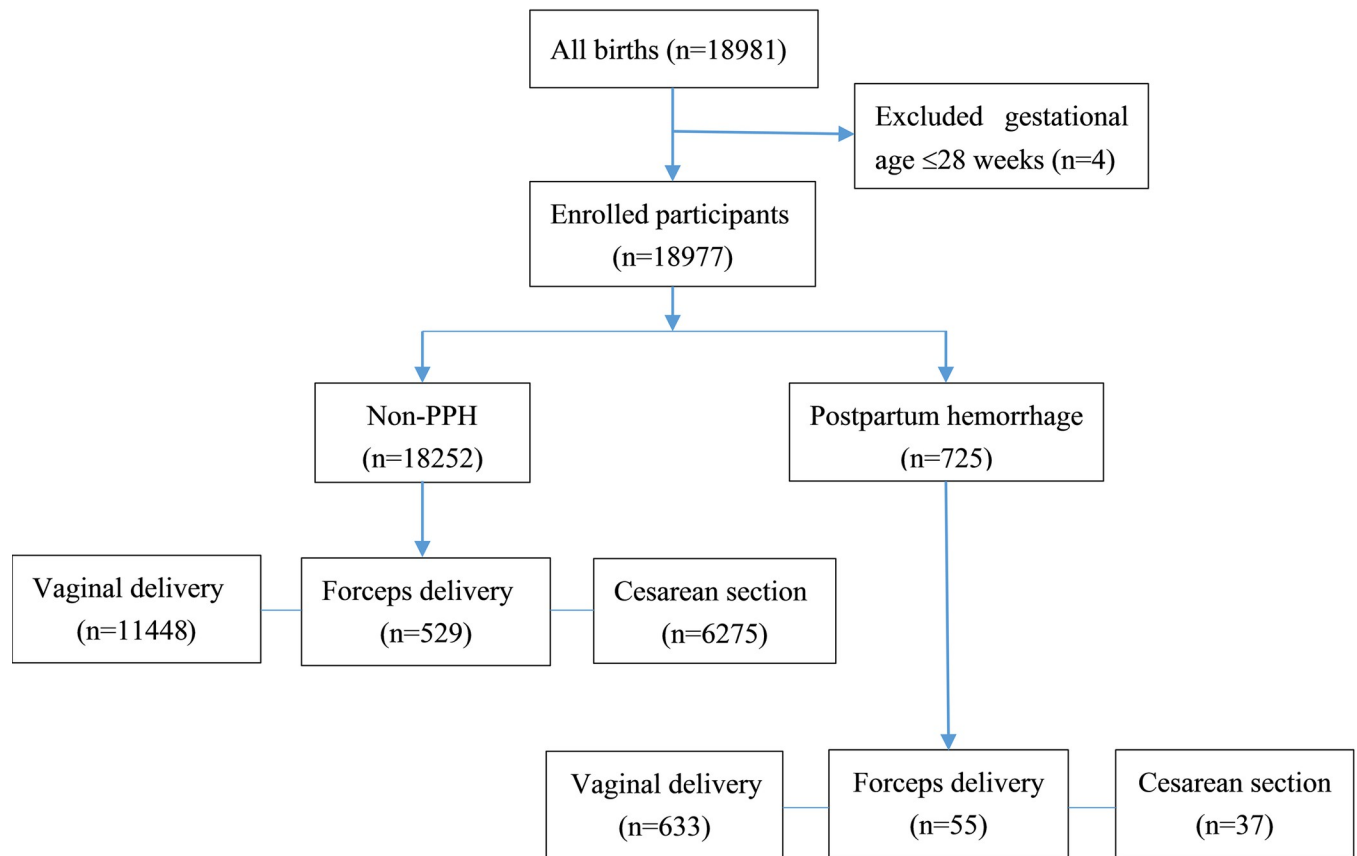 All births (n=18981)
Excluded gestational
age ≤28 weeks (n=4)
Enrolled participants
(n=18977)
Non-PPH
(n=18252)
Postpartum hemorrhage
(n=725)
Vaginal delivery
(n=11448)
Forceps delivery
(n=529)
Cesarean section
(n=6275)
Vaginal delivery
(n=633)
Forceps delivery
(n=55)
Cesarean section
(n=37)